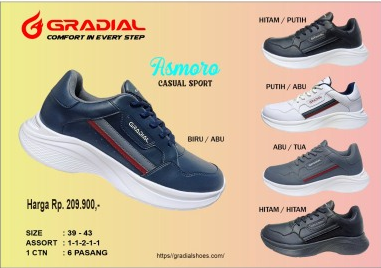 GRADIAL
COMFORT IN EVERY STEP
Asmoro
CASUAL SPORT
HITAM / PUTIH
PUTIH / ABU
BIRU / ABU
ABU / TUA
HITAM / HITAM
GRADIAL
Harga Rp. 209.900,-
SIZE : 39 - 43
ASSORT : 1-1-2-1-1
1 CTN : 6 PASANG
https://gradialshoes.com/